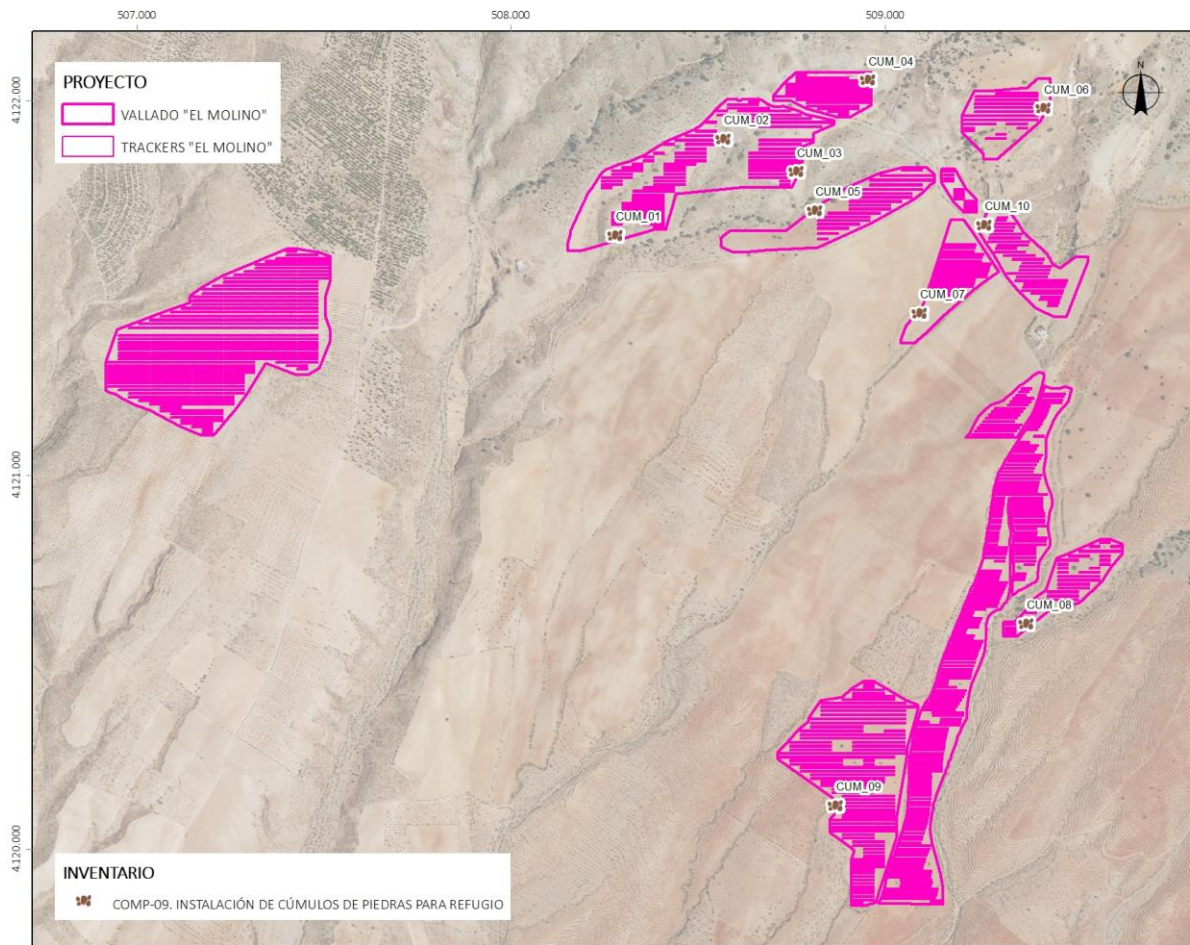 507.000 508.000 509.000
4.122.000
4.121.000
4.120.000
PROYECTO
VALLADO "EL MOLINO"
TRACKERS "EL MOLINO"
N
CUM_04
CUM_06
CUM_02
CUM_03
CUM_05
CUM_10
CUM_01
CUM_07
CUM_08
CUM_09
INVENTARIO
COMP-09. INSTALACIÓN DE CÚMULOS DE PIEDRAS PARA REFUGIO